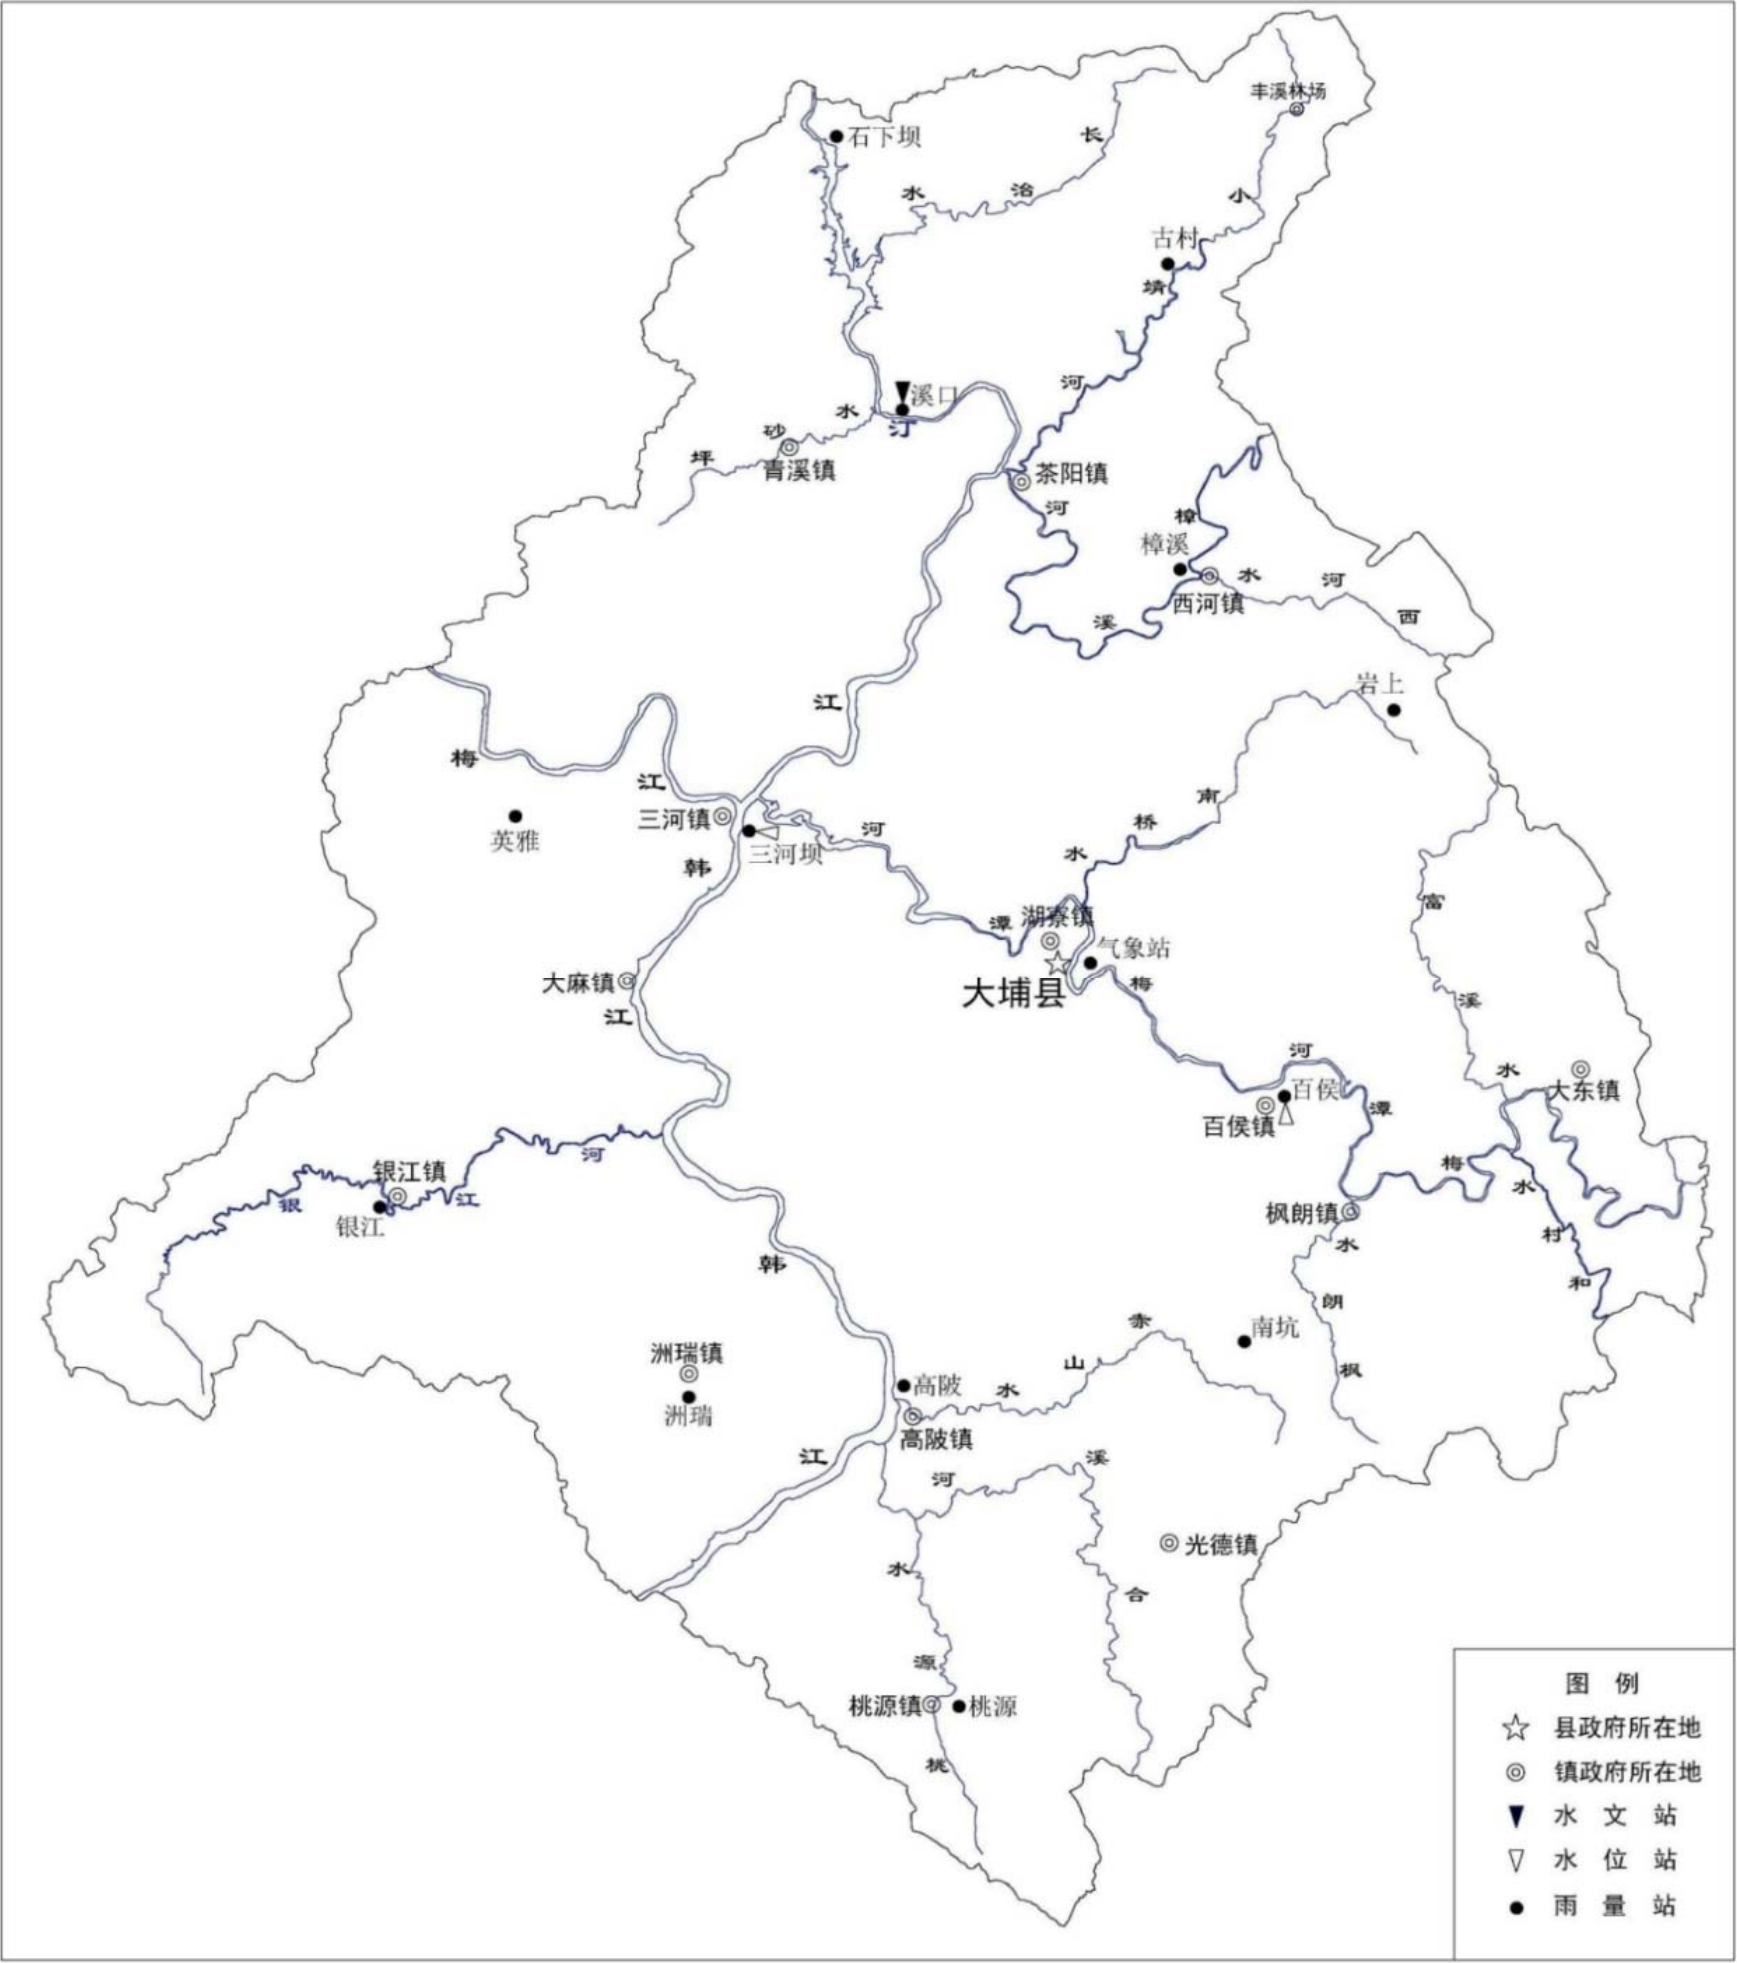 丰溪林场
石下坝
长
治
水
小
古村
靖
河
溪口
汀
水
砂
坪
青溪镇
茶阳镇
河
樟
樟溪
西河镇
水
河
西
溪
岩上
江
梅
江
英雅
三河镇
三河坝
韩
河
南
桥
水
潭
湖寮镇
气象站
大埔县
梅
富
溪
水
大东镇
大麻镇
江
河
百侯
百侯镇
潭
梅
水
村
和
枫朗镇
水
朗
枫
河
银江镇
银
江
银江
韩
赤
山
水
南坑
洲瑞镇
洲瑞
高陂
高陂镇
江
河
溪
合
光德镇
水
源
桃源镇
桃源
桃
图 例
县政府所在地
镇政府所在地
水 文 站
水 位 站
雨 量 站